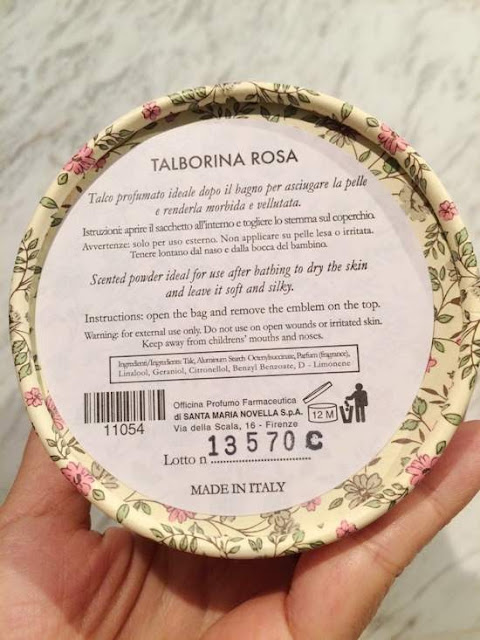 TALBORINA ROSA
Talco profumato ideale dopo il bagno per asciugare la pelle
e renderla morbida e vellutata.
Istruzioni: aprire il sacchetto all'interno e togliere lo stemma sul coperchio.
Avvertenze: solo per uso esterno. Non applicare su pelle lesa o irritata.
Tenere lontano dal naso e dalla bocca del bambino.
Scented powder ideal for use after bathing to dry the skin
and leave it soft and silky.
Instructions: open the bag and remove the emblem on the top.
Warning: for external use only. Do not use on open wounds or irritated skin.
Keep away from childrens' mouths and noses.
Ingredienti/Ingredients: Talc, Aluminum Starch Octenylsuccinate, Parfum (fragrance),
Linalool, Geraniol, Citronellol, Benzyl Benzoate, D - Limonene
11054
Officina Profumo Farmaceutica
di SANTA MARIA NOVELLA S.p.A.
Via della Scala, 16 - Firenze
12 M
Lotto n. 13570 C
MADE IN ITALY